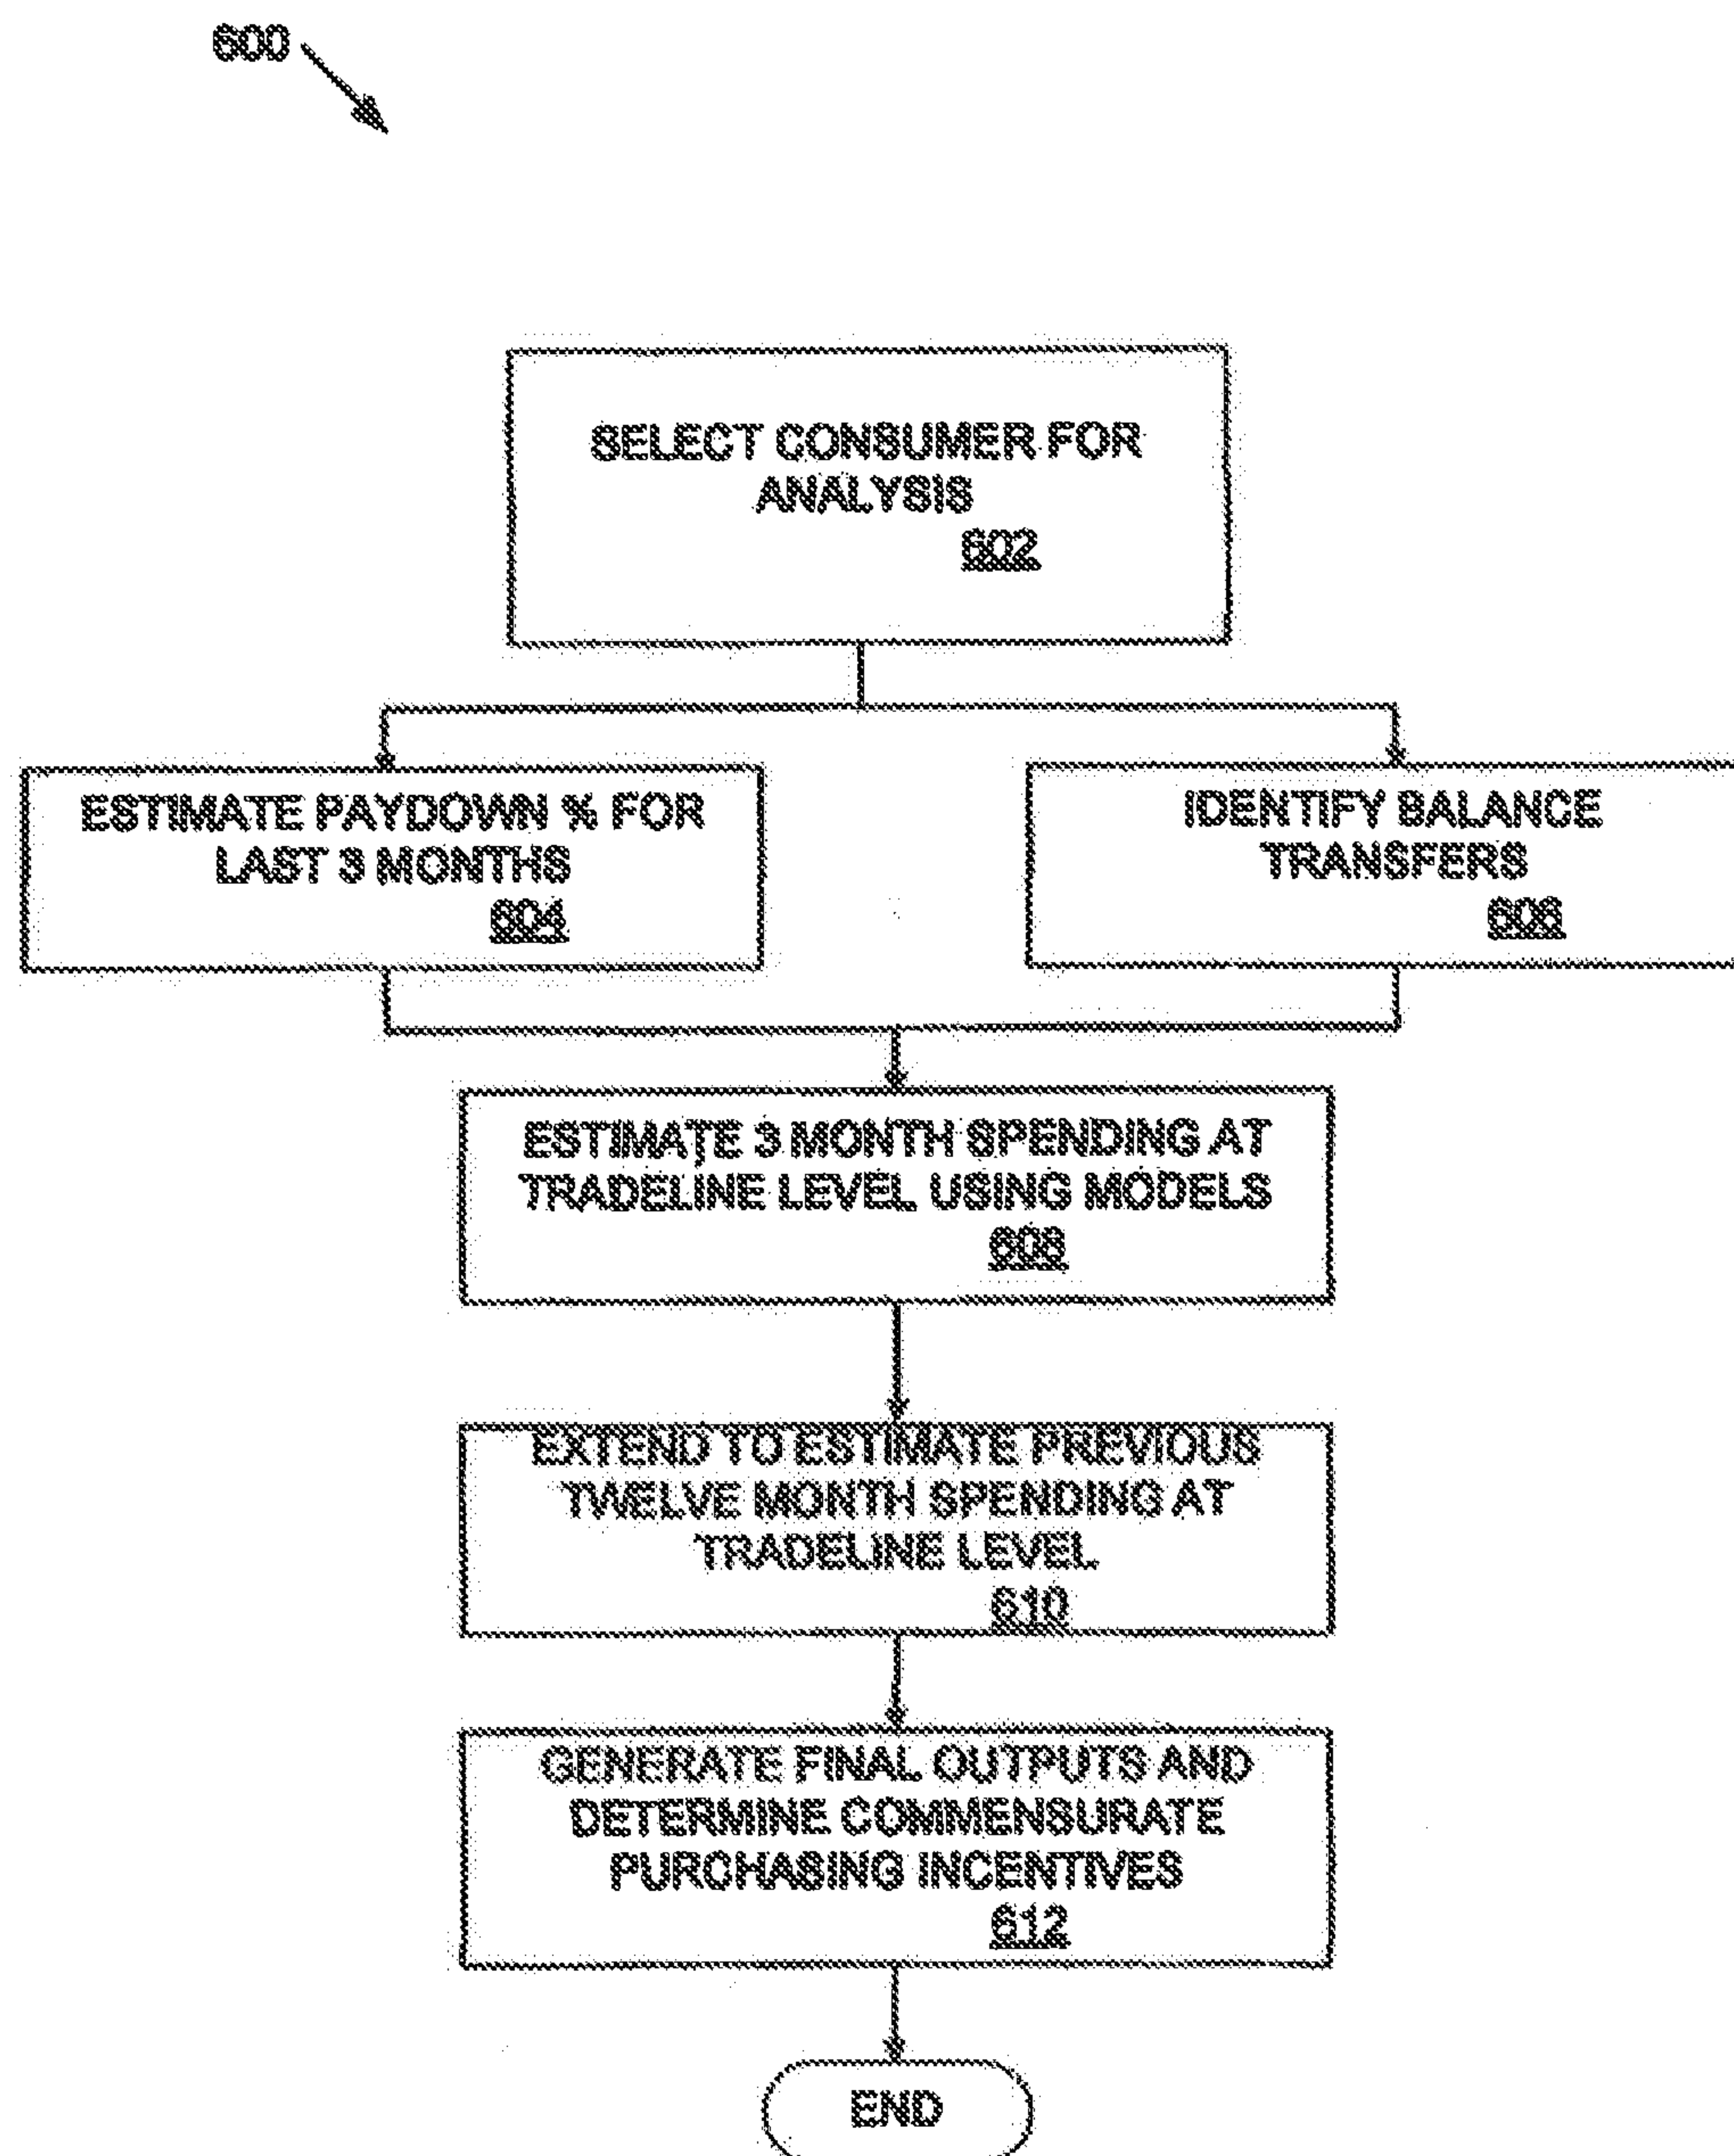 600
SELECT CONSUMER FOR
ANALYSIS
602
ESTIMATE PAYDOWN % FOR
LAST 3 MONTHS
604
IDENTIFY BALANCE
TRANSFERS
606
ESTIMATE 3 MONTH SPENDING AT
TRADELINE LEVEL USING MODELS
608
EXTEND TO ESTIMATE PREVIOUS
TWELVE MONTH SPENDING AT
TRADELINE LEVEL
610
GENERATE FINAL OUTPUTS AND
DETERMINE COMMENSURATE
PURCHASING INCENTIVES
612
END